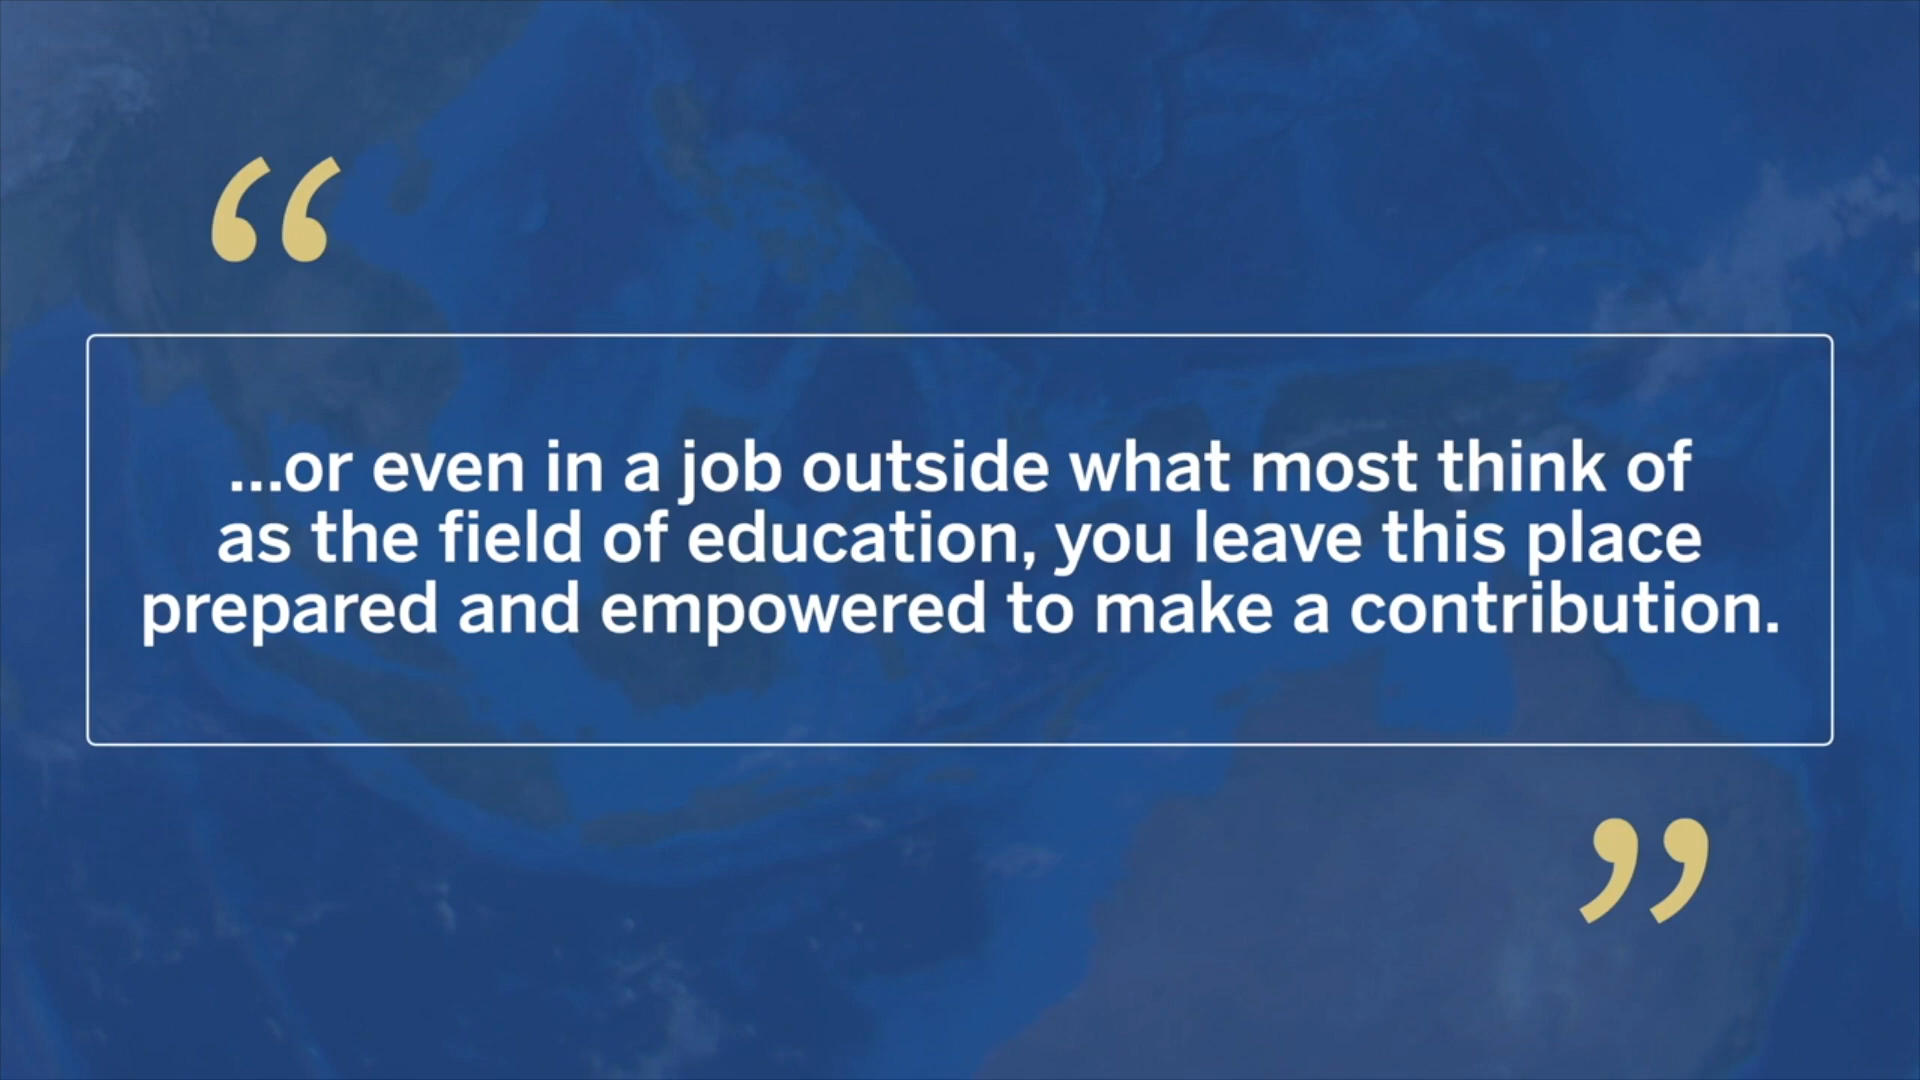 “
...or even in a job outside what most think of
as the field of education, you leave this place
prepared and empowered to make a contribution.
”